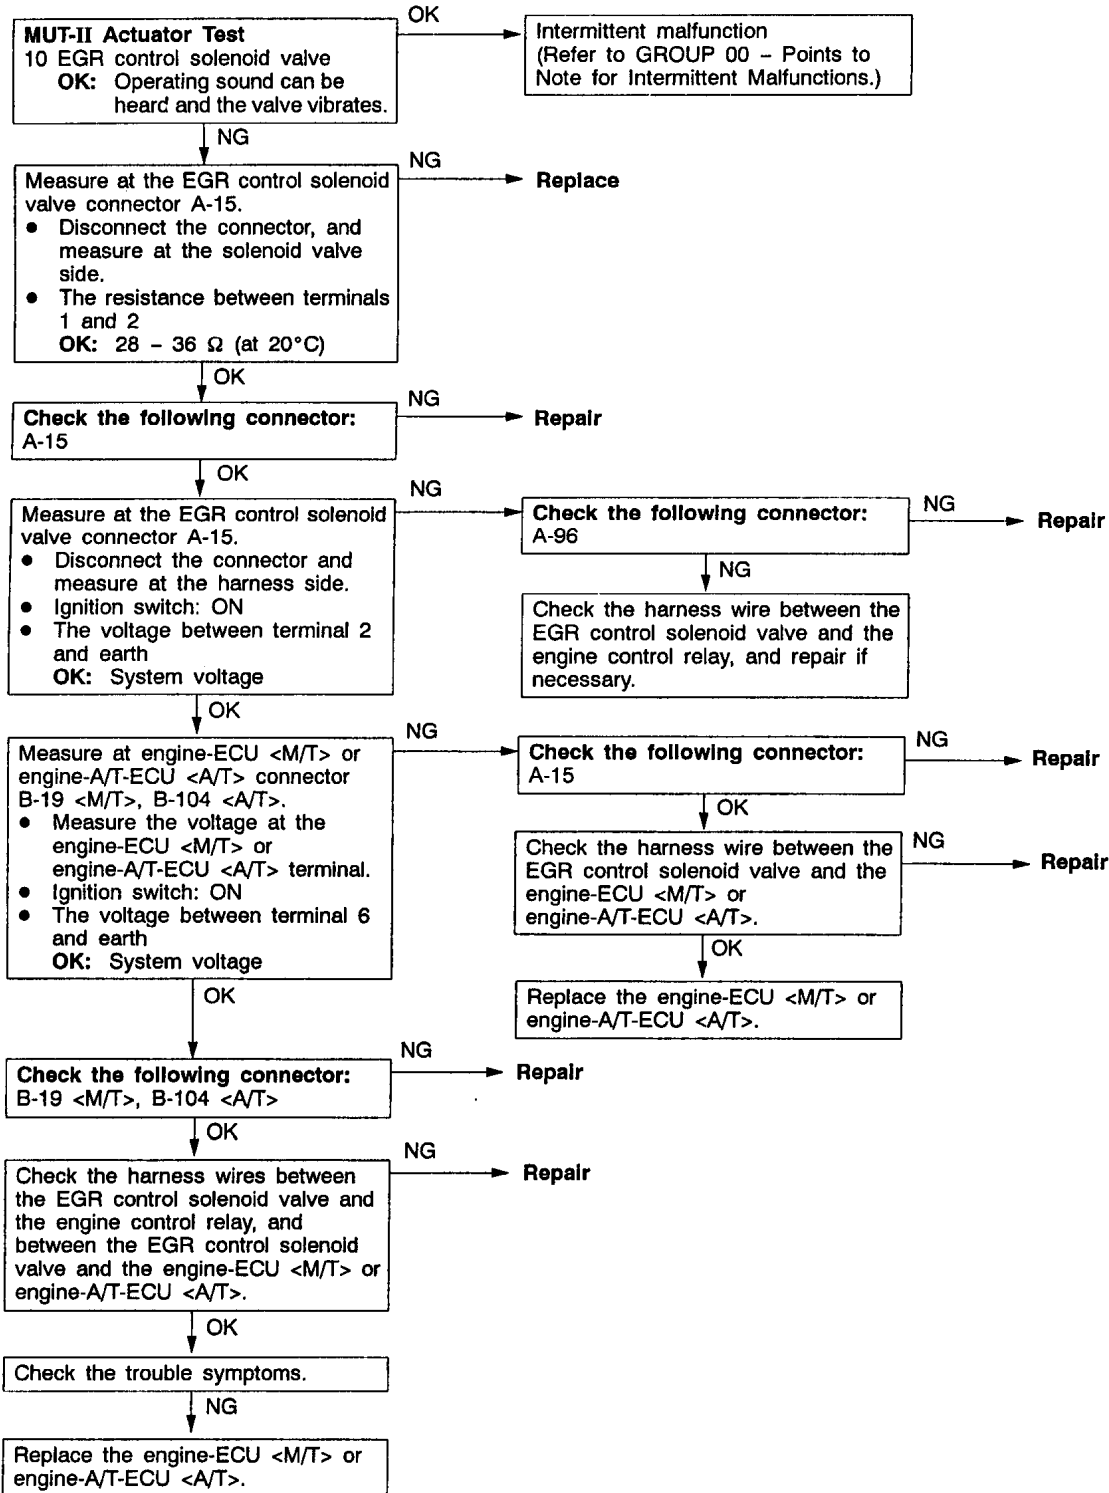 MUT-II Actuator Test
10 EGR control solenoid valve
OK: Operating sound can be
heard and the valve vibrates.
OK
Intermittent malfunction
(Refer to GROUP 00 – Points to
Note for Intermittent Malfunctions.)
NG
Measure at the EGR control solenoid
valve connector A-15.
● Disconnect the connector, and
measure at the solenoid valve
side.
● The resistance between terminals
1 and 2
OK: 28 – 36 Ω (at 20°C)
NG
Replace
OK
Check the following connector:
A-15
NG
Repair
OK
Measure at the EGR control solenoid
valve connector A-15.
● Disconnect the connector and
measure at the harness side.
● Ignition switch: ON
● The voltage between terminal 2
and earth
OK: System voltage
NG
Check the following connector:
A-96
NG
Repair
NG
Check the harness wire between the
EGR control solenoid valve and the
engine control relay, and repair if
necessary.
OK
Measure at engine-ECU <M/T> or
engine-A/T-ECU <A/T> connector
B-19 <M/T>, B-104 <A/T>.
● Measure the voltage at the
engine-ECU <M/T> or
engine-A/T-ECU <A/T> terminal.
● Ignition switch: ON
● The voltage between terminal 6
and earth
OK: System voltage
NG
Check the following connector:
A-15
NG
Repair
OK
Check the harness wire between the
EGR control solenoid valve and the
engine-ECU <M/T> or
engine-A/T-ECU <A/T>.
NG
Repair
OK
Replace the engine-ECU <M/T> or
engine-A/T-ECU <A/T>.
OK
Check the following connector:
B-19 <M/T>, B-104 <A/T>
NG
Repair
OK
Check the harness wires between
the EGR control solenoid valve and
the engine control relay, and
between the EGR control solenoid
valve and the engine-ECU <M/T> or
engine-A/T-ECU <A/T>.
NG
Repair
OK
Check the trouble symptoms.
NG
Replace the engine-ECU <M/T> or
engine-A/T-ECU <A/T>.